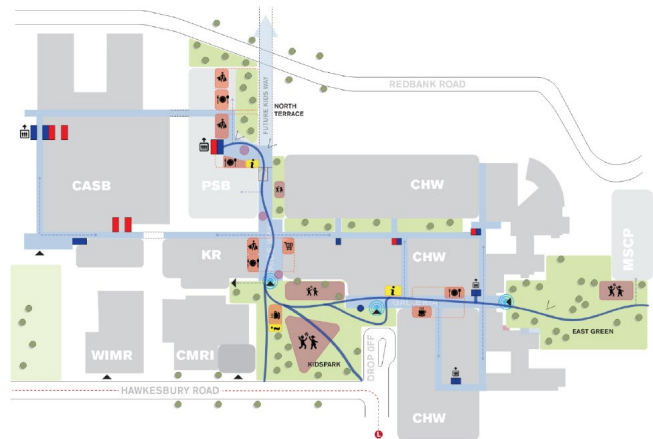 REDBANK ROAD
FUTURE KIDS WAY
NORTH
TERRACE
CASB
PSB
CHW
MSCP
KR
CHW
i
i
EAST GREEN
WIMR
CMRI
KIDSPARK
DROP OFF
HAWKESBURY ROAD
L
CHW